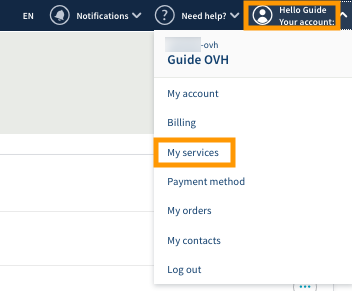 EN Notifications Need help? Hello Guide
Your account:
-ovh
Guide OVH
My account
Billing
My services
Payment method
My orders
My contacts
Log out